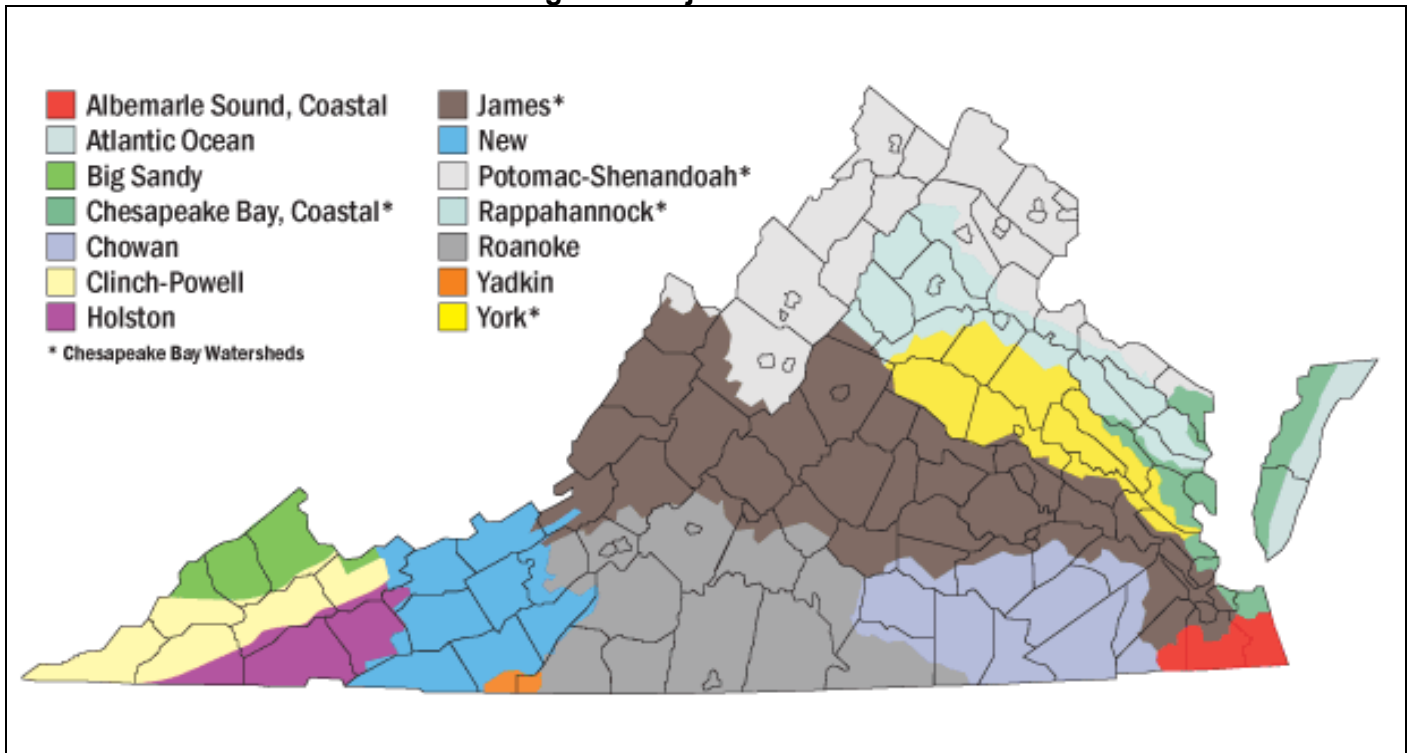 Albemarle Sound, Coastal
Atlantic Ocean
Big Sandy
Chesapeake Bay, Coastal*
Chowan
Clinch-Powell
Holston
* Chesapeake Bay Watersheds
James*
New
Potomac-Shenandoah*
Rappahannock*
Roanoke
Yadkin
York*